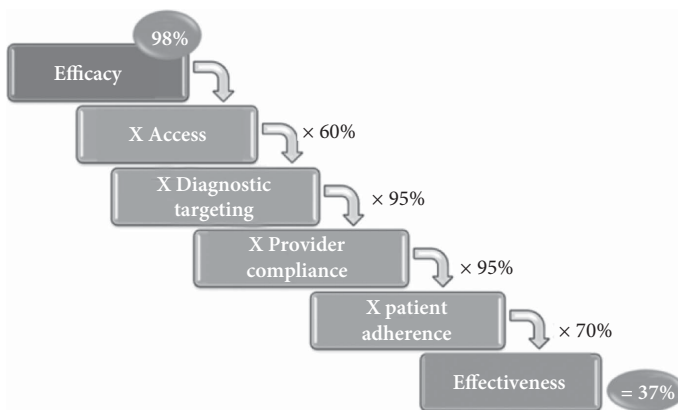 98%
Efficacy
X Access
× 60%
X Diagnostic
targeting
× 95%
X Provider
compliance
× 95%
X patient
adherence
× 70%
Effectiveness
= 37%